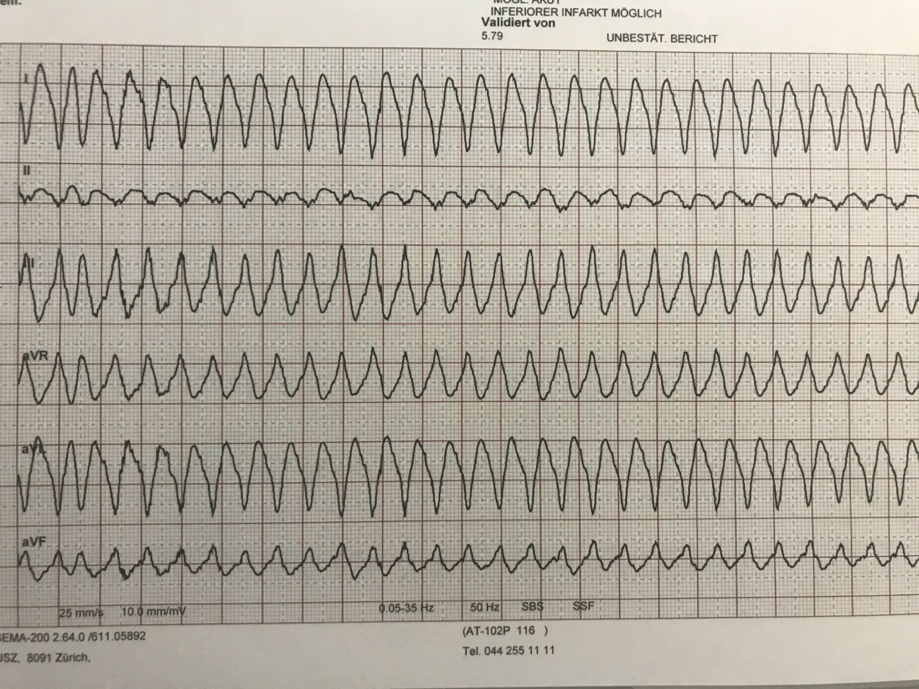 INFERIORER INFARKT MÖGLICH
Validiert von
5.79 UNBESTÄT. BERICHT
I
II
aVR
aVL
aVF
25 mm/s 10.0 mm/mV 0.05-35 Hz 50 Hz SBS SSF
SEMA-200 2.64.0 /611.05892 (AT-102P 116 )
USZ, 8091 Zürich, Tel. 044 255 11 11